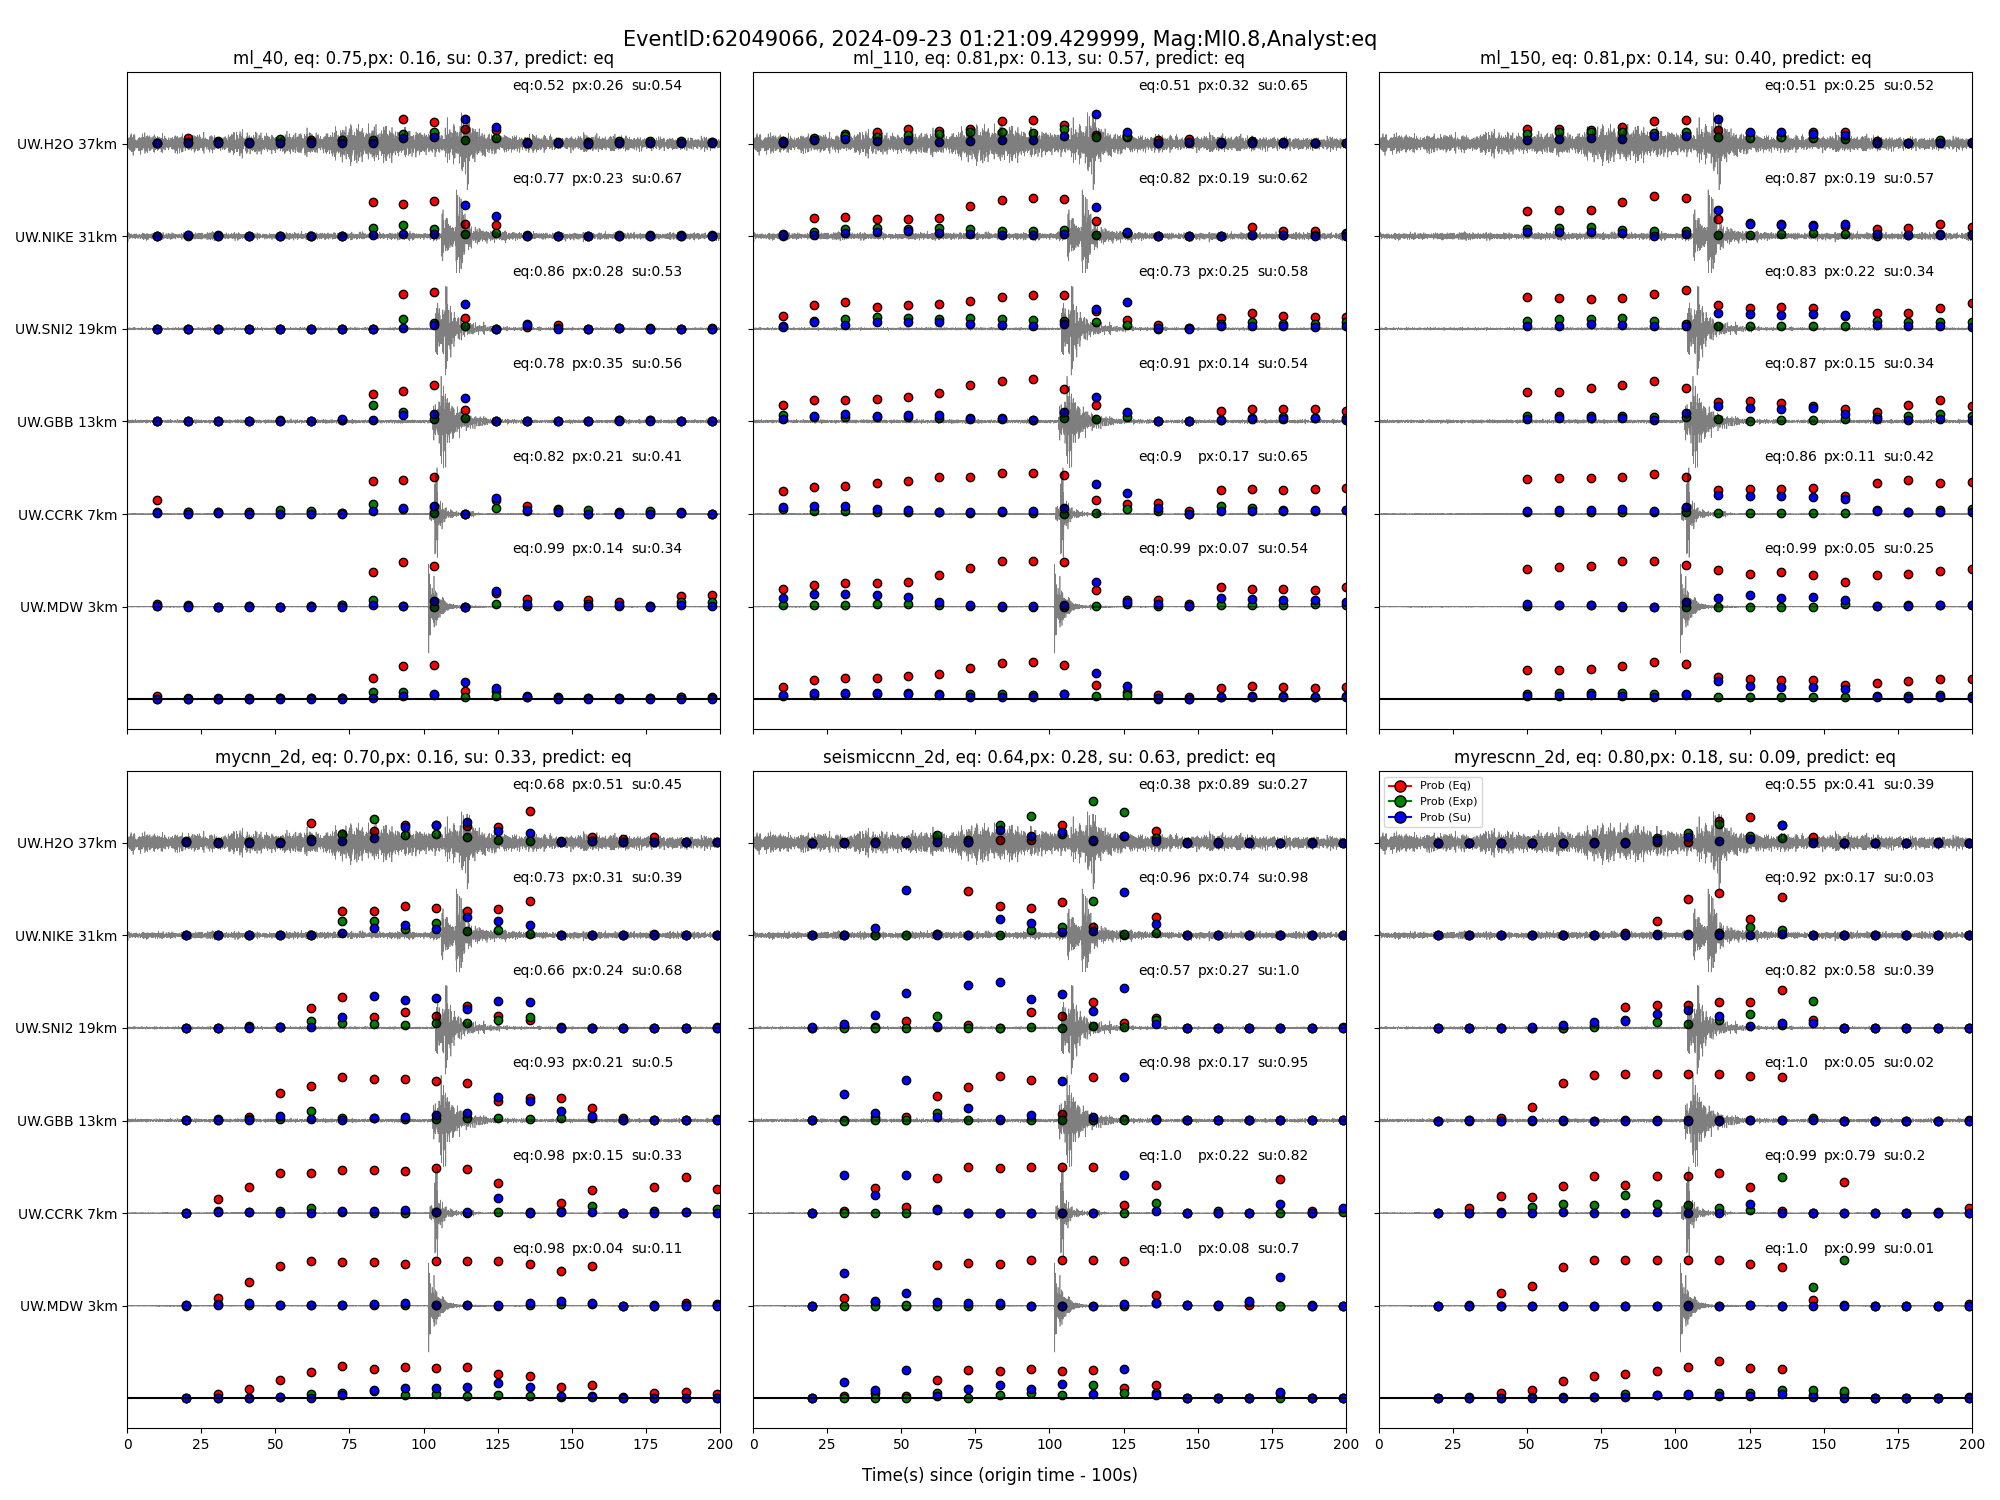 EventID:62049066, 2024-09-23 01:21:09.429999, Mag:Ml0.8,Analyst:eq
ml_40, eq: 0.75,px: 0.16, su: 0.37, predict: eq
eq:0.52 px:0.26 su:0.54
UW.H2O 37km
eq:0.77 px:0.23 su:0.67
UW.NIKE 31km
eq:0.86 px:0.28 su:0.53
UW.SNI2 19km
eq:0.78 px:0.35 su:0.56
UW.GBB 13km
eq:0.82 px:0.21 su:0.41
UW.CCRK 7km
eq:0.99 px:0.14 su:0.34
UW.MDW 3km
ml_110, eq: 0.81,px: 0.13, su: 0.57, predict: eq
eq:0.51 px:0.32 su:0.65
eq:0.82 px:0.19 su:0.62
eq:0.73 px:0.25 su:0.58
eq:0.91 px:0.14 su:0.54
eq:0.9 px:0.17 su:0.65
eq:0.99 px:0.07 su:0.54
ml_150, eq: 0.81,px: 0.14, su: 0.40, predict: eq
eq:0.51 px:0.25 su:0.52
eq:0.87 px:0.19 su:0.57
eq:0.83 px:0.22 su:0.34
eq:0.87 px:0.15 su:0.34
eq:0.86 px:0.11 su:0.42
eq:0.99 px:0.05 su:0.25
mycnn_2d, eq: 0.70,px: 0.16, su: 0.33, predict: eq
eq:0.68 px:0.51 su:0.45
UW.H2O 37km
eq:0.73 px:0.31 su:0.39
UW.NIKE 31km
eq:0.66 px:0.24 su:0.68
UW.SNI2 19km
eq:0.93 px:0.21 su:0.5
UW.GBB 13km
eq:0.98 px:0.15 su:0.33
UW.CCRK 7km
eq:0.98 px:0.04 su:0.11
UW.MDW 3km
0 25 50 75 100 125 150 175 200
seismiccnn_2d, eq: 0.64,px: 0.28, su: 0.63, predict: eq
eq:0.38 px:0.89 su:0.27
eq:0.96 px:0.74 su:0.98
eq:0.57 px:0.27 su:1.0
eq:0.98 px:0.17 su:0.95
eq:1.0 px:0.22 su:0.82
eq:1.0 px:0.08 su:0.7
0 25 50 75 100 125 150 175 200
myrescnn_2d, eq: 0.80,px: 0.18, su: 0.09, predict: eq
Prob (Eq)
Prob (Exp)
Prob (Su)
eq:0.55 px:0.41 su:0.39
eq:0.92 px:0.17 su:0.03
eq:0.82 px:0.58 su:0.39
eq:1.0 px:0.05 su:0.02
eq:0.99 px:0.79 su:0.2
eq:1.0 px:0.99 su:0.01
0 25 50 75 100 125 150 175 200
Time(s) since (origin time - 100s)